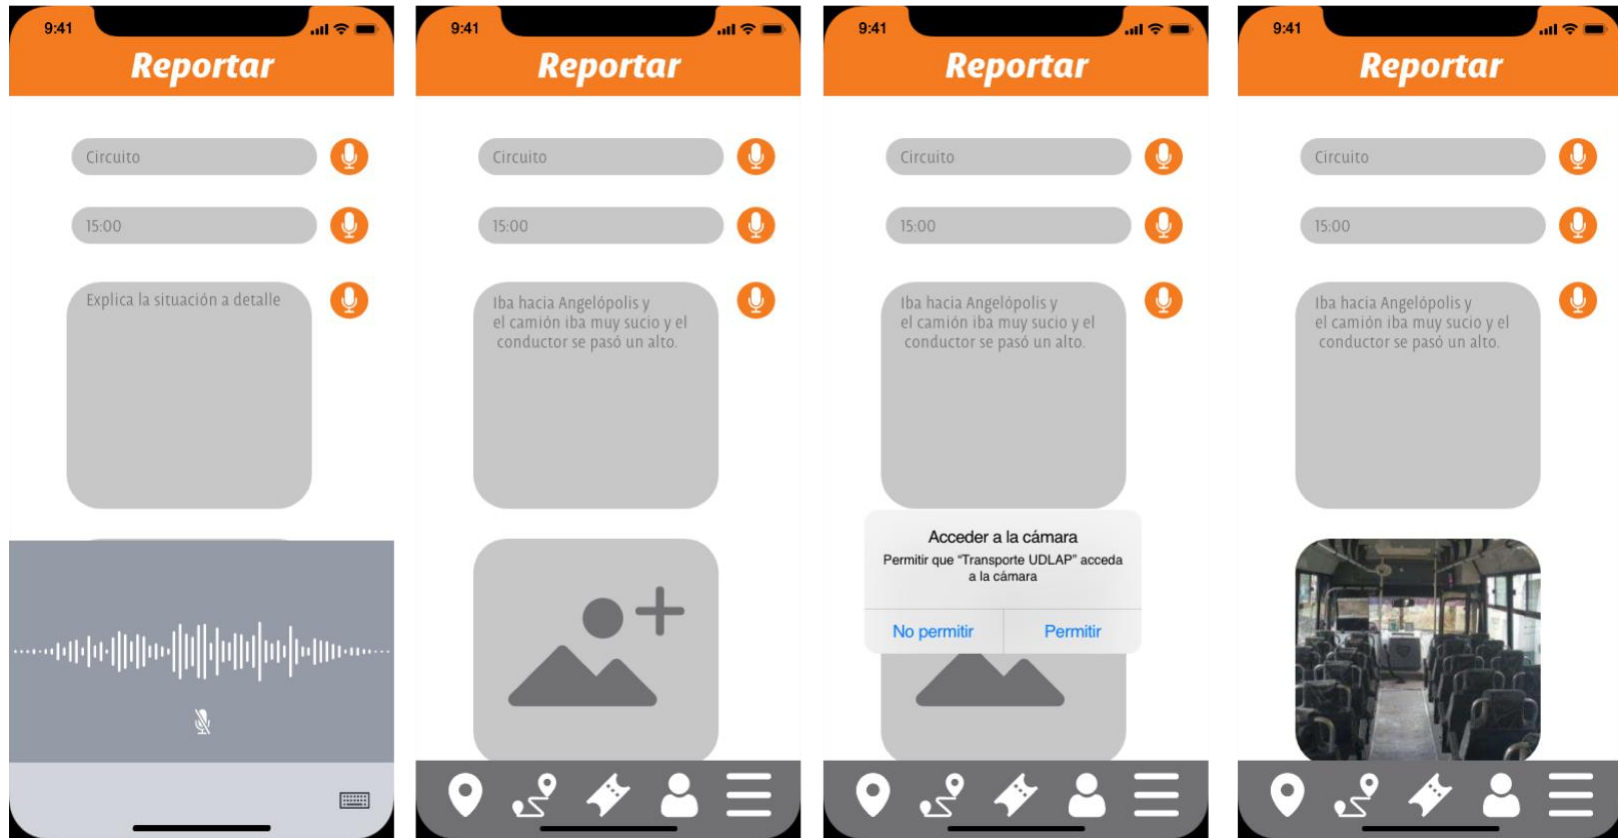 9:41
Reportar
Circuito
15:00
Explica la situación a detalle
9:41
Reportar
Circuito
15:00
Iba hacia Angelópolis y
el camión iba muy sucio y el
conductor se pasó un alto.
9:41
Reportar
Circuito
15:00
Iba hacia Angelópolis y
el camión iba muy sucio y el
conductor se pasó un alto.
Acceder a la cámara
Permitir que “Transporte UDLAP” acceda
a la cámara
No permitir Permitir
9:41
Reportar
Circuito
15:00
Iba hacia Angelópolis y
el camión iba muy sucio y el
conductor se pasó un alto.